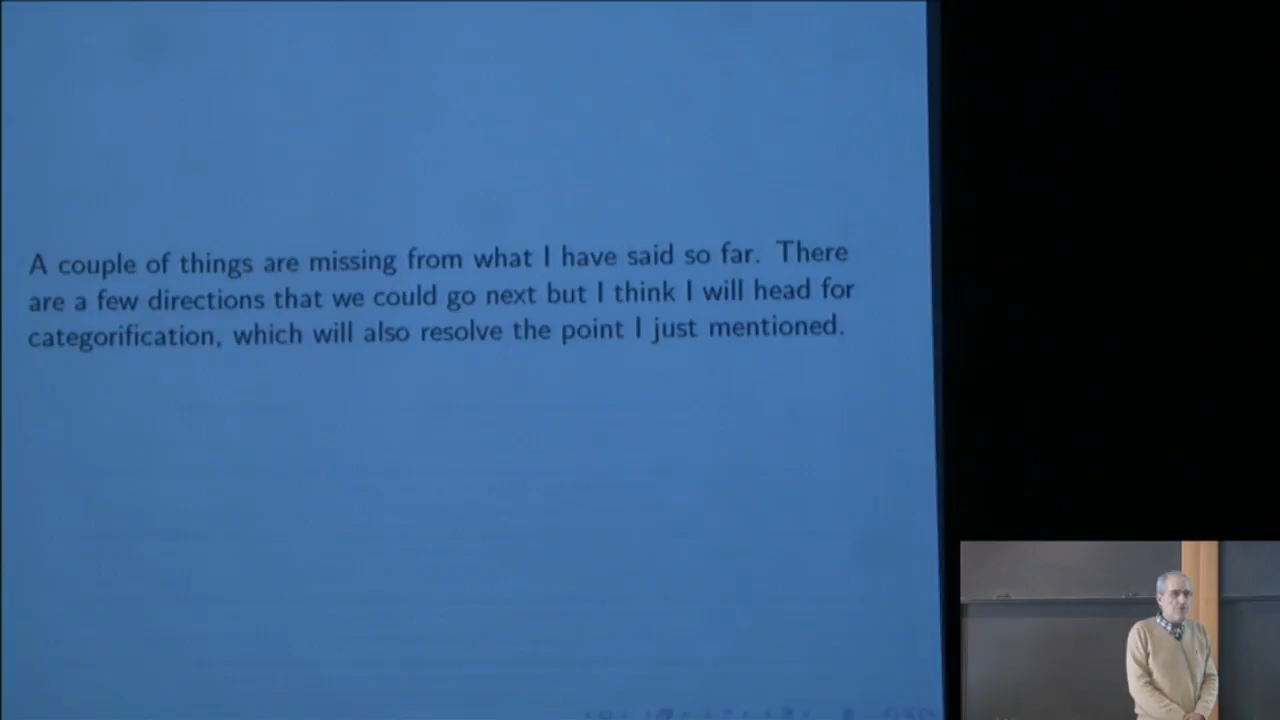 A couple of things are missing from what I have said so far. There
are a few directions that we could go next but I think I will head for
categorification, which will also resolve the point I just mentioned.